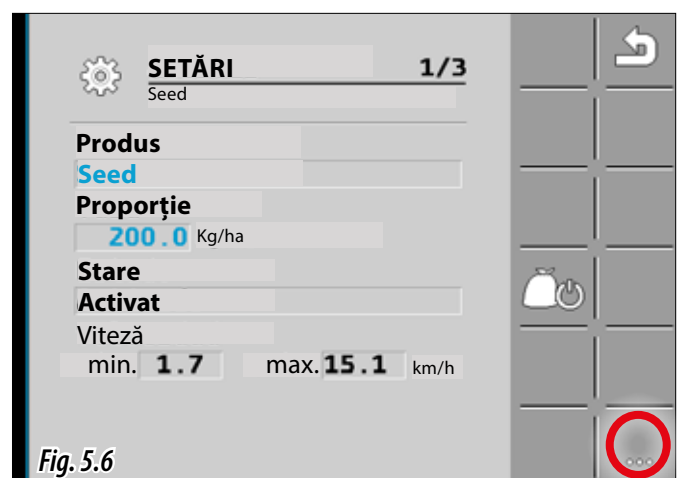 SETĂRI 1/3
Seed
Produs
Seed
Proporție
200.0 Kg/ha
Stare
Activat
Viteză
min. 1.7 max. 15.1 km/h
Fig. 5.6